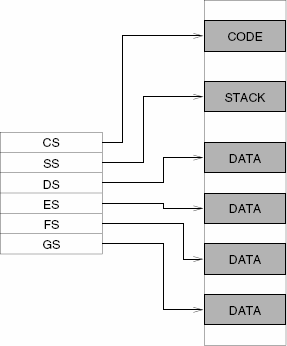 CS
SS
DS
ES
FS
GS
CODE
STACK
DATA
DATA
DATA
DATA